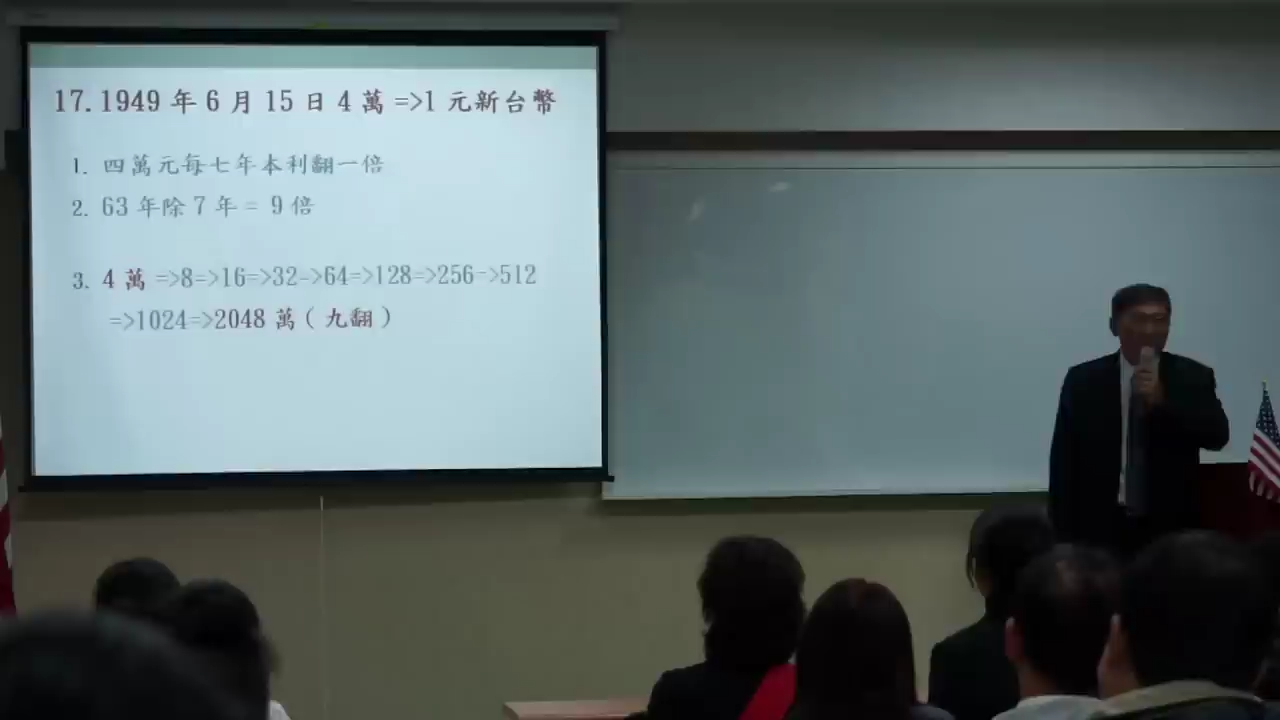 17. 1949 年 6 月 15 日 4 萬 =>1 元新台幣
1. 四萬元每七年本利翻一倍
2. 63 年除 7 年 = 9 倍
3. 4 萬 =>8=>16=>32->64=>128=>256->512
=>1024=>2048 萬 ( 九翻 )